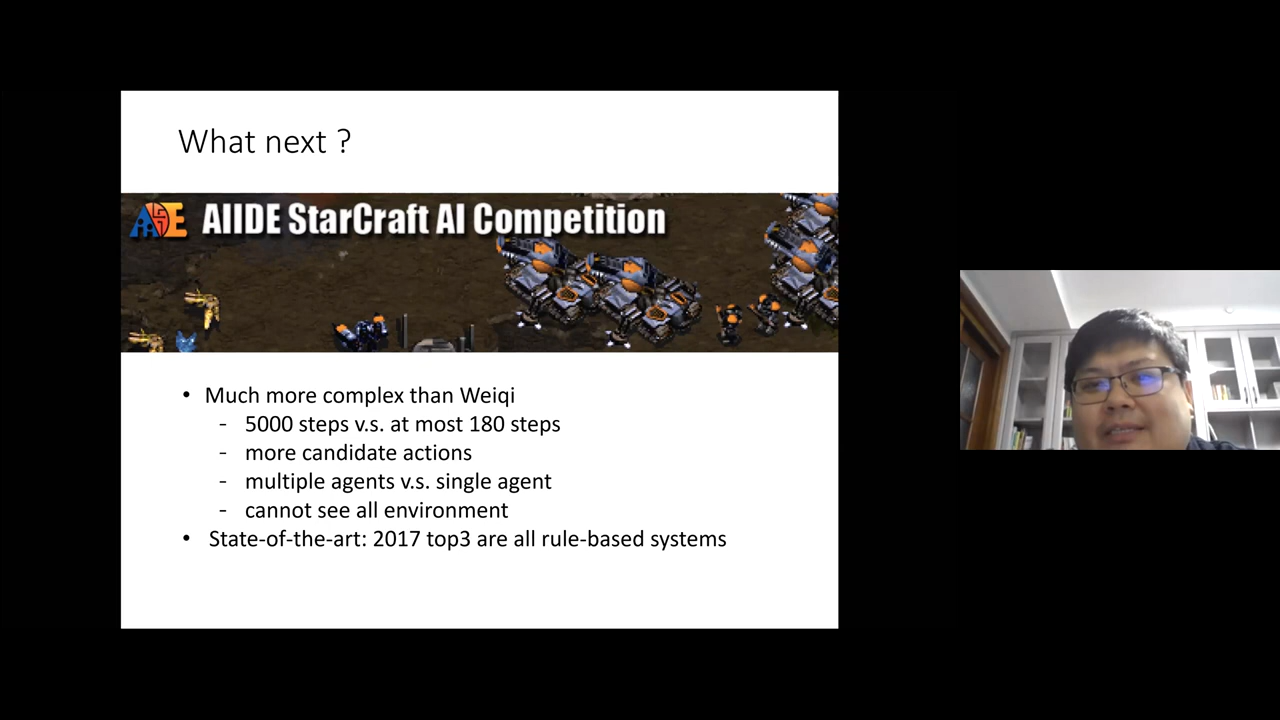 What next ?
AIIDE StarCraft AI Competition
• Much more complex than Weiqi
- 5000 steps v.s. at most 180 steps
- more candidate actions
- multiple agents v.s. single agent
- cannot see all environment
• State-of-the-art: 2017 top3 are all rule-based systems